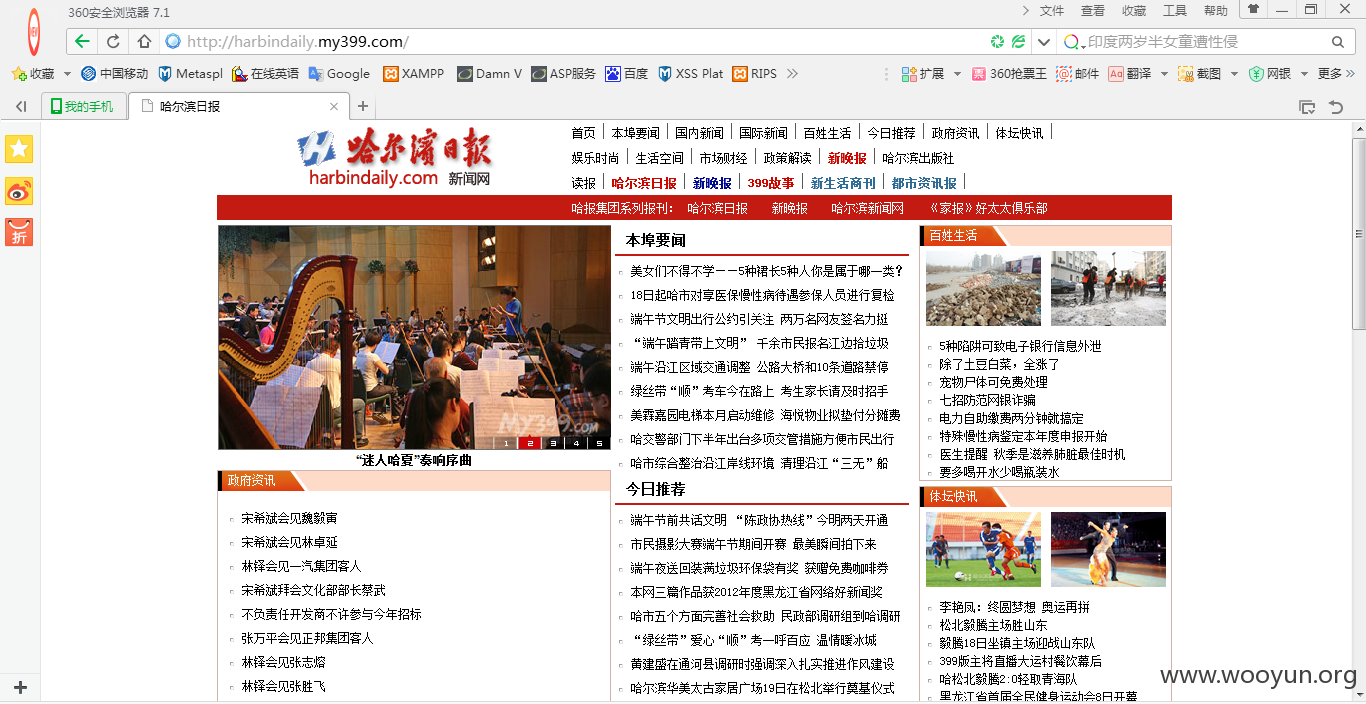 360安全浏览器 7.1
文件 查看 收藏 工具 帮助
http://harbindaily.my399.com/
印度两岁半女童遭性侵
收藏 中国移动 Metaspl 在线英语 Google XAMPP Damn V ASP服务 百度 XSS Plat RIPS
扩展 360抢票王 邮件 翻译 截图 网银 更多
我的手机 哈尔滨日报
哈尔滨日报
harbindaily.com 新闻网
首页 本埠要闻 国内新闻 国际新闻 百姓生活 今日推荐 政府资讯 体坛快讯
娱乐时尚 生活空间 市场财经 政策解读 新晚报 哈尔滨出版社
读报 哈尔滨日报 新晚报 399故事 新生活商刊 都市资讯报
哈报集团系列报刊: 哈尔滨日报 新晚报 哈尔滨新闻网 《家报》好太太俱乐部
My399.com
1 2 3 4 5
“迷人哈夏”奏响序曲
政府资讯
宋希斌会见魏毅寅
宋希斌会见林卓延
林铎会见一汽集团客人
宋希斌拜会文化部部长蔡武
不负责任开发商不许参与今年招标
张万平会见正邦集团客人
林铎会见张志熔
林铎会见张胜飞
本埠要闻
美女们不得不学——5种裙长5种人你是属于哪一类?
18日起哈市对享医保慢性病待遇参保人员进行复检
端午节文明出行公约引关注 两万名网友签名力挺
“端午踏青带上文明” 千余市民报名江边拾垃圾
端午沿江区域交通调整 公路大桥和10条道路禁停
绿丝带“顺”考车今在路上 考生家长请及时招手
美霖嘉园电梯本月启动维修 海悦物业拟垫付分摊费
哈交警部门下半年出台多项交管措施方便市民出行
哈市综合整治沿江岸线环境 清理沿江“三无”船
今日推荐
端午节前共话文明 “陈政协热线”今明两天开通
市民摄影大赛端午节期间开赛 最美瞬间拍下来
端午夜送回装满垃圾环保袋有奖 获赠免费咖啡券
本网三篇作品获2012年度黑龙江省网络好新闻奖
哈市五个方面完善社会救助 民政部调研组到哈调研
“绿丝带”爱心“顺”考一呼百应 温情暖冰城
黄建盛在通河县调研时强调深入扎实推进作风建设
哈尔滨华美太古家居广场19日在松北举行奠基仪式
百姓生活
5种陷阱可致电子银行信息外泄
除了土豆白菜，全涨了
宠物尸体可免费处理
七招防范网银诈骗
电力自助缴费两分钟就搞定
特殊慢性病鉴定本年度申报开始
医生提醒 秋季是滋养肺脏最佳时机
要多喝开水少喝瓶装水
体坛快讯
李艳凤：终圆梦想 奥运再拼
松北毅腾主场胜山东
毅腾18日坐镇主场迎战山东队
399版主将直播大运村餐饮幕后
哈松北毅腾2:0轻取青海队
黑龙江省首届全民健身运动会8日开幕
www.wooyun.org